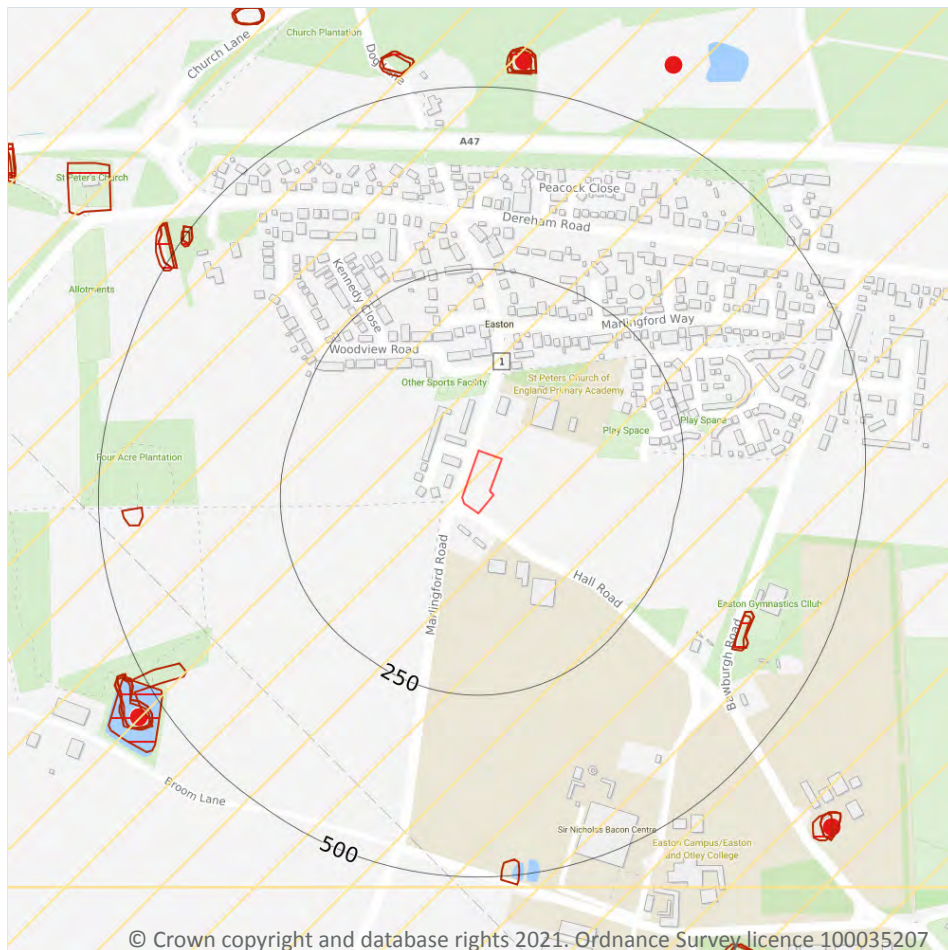 Church Plantation
Church Lane
Dog Lane
A47
St Peter's Church
Peacock Close
Dereham Road
Kennedy Close
Allotments
Easton
Marlingford Way
Woodview Road
1
Other Sports Facility
St Peters Church of
England Primary Academy
Play Space
Play Space
Four Acre Plantation
Marlingford Road
Hall Road
Easton Gymnastics Club
Bawburgh Road
250
Broom Lane
Sir Nicholas Bacon Centre
Easton Campus/Easton
and Otley College
500
© Crown copyright and database rights 2021. Ordnance Survey licence 100035207